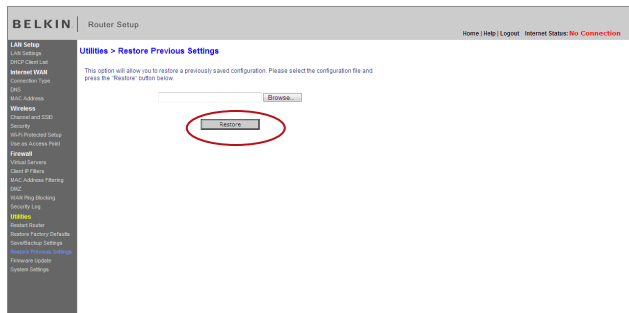 BELKIN
Router Setup
Home | Help | Logout Internet Status: No Connection
LAN Setup
LAN Settings
DHCP Client List
Internet WAN
Connection Type
DNS
MAC Address
Wireless
Channel and SSID
Security
Wi-Fi Protected Setup
Use as Access Point
Firewall
Virtual Servers
Client IP Filters
MAC Address Filtering
DMZ
WAN Ping Blocking
Security Log
Utilities
Restart Router
Restore Factory Defaults
Save/Backup Settings
Restore Previous Settings
Firmware Update
System Settings
Utilities > Restore Previous Settings
This option will allow you to restore a previously saved configuration. Please select the configuration file and
press the "Restore" button below.
Browse...
Restore